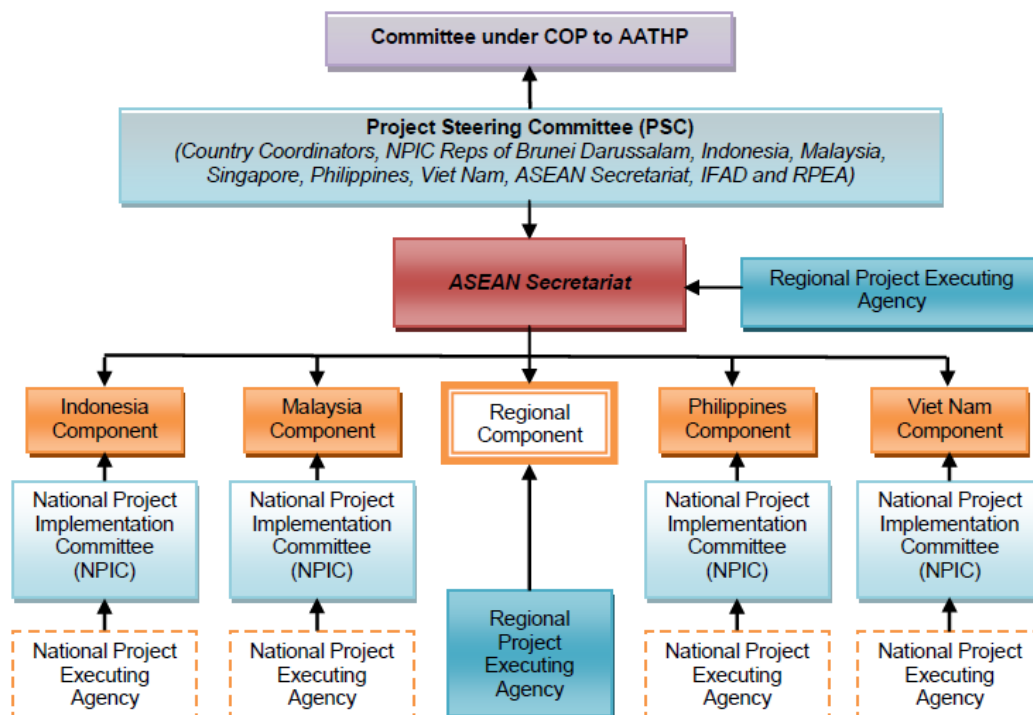 Committee under COP to AATHP
Project Steering Committee (PSC)
(Country Coordinators, NPIC Reps of Brunei Darussalam, Indonesia, Malaysia,
Singapore, Philippines, Viet Nam, ASEAN Secretariat, IFAD and RPEA)
ASEAN Secretariat
Regional Project Executing
Agency
Indonesia
Component
Malaysia
Component
Regional
Component
Philippines
Component
Viet Nam
Component
National Project
Implementation
Committee
(NPIC)
National Project
Implementation
Committee
(NPIC)
National Project
Implementation
Committee
(NPIC)
National Project
Implementation
Committee
(NPIC)
National Project
Executing
Agency
National Project
Executing
Agency
Regional
Project
Executing
Agency
National Project
Executing
Agency
National Project
Executing
Agency